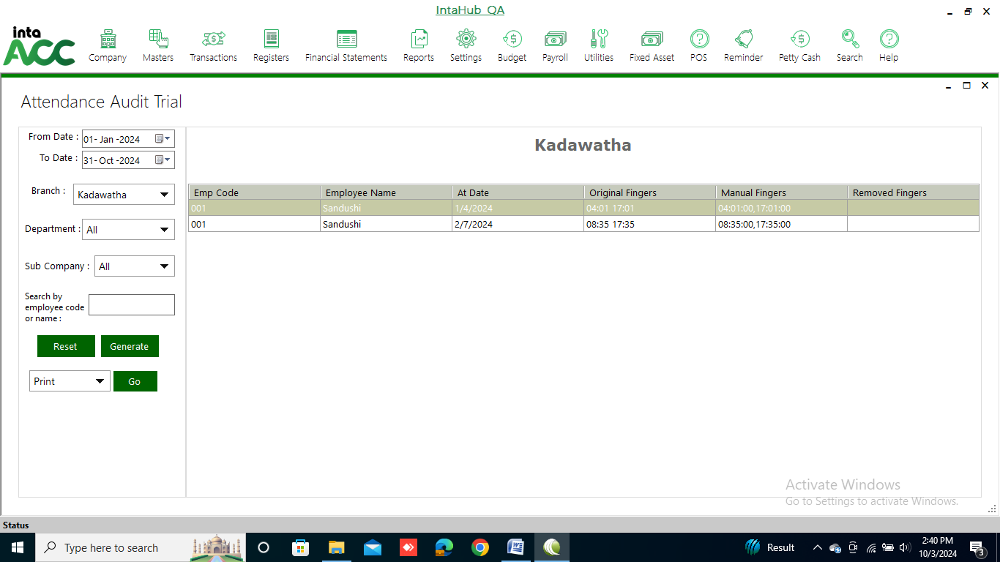 IntaHub_QA
inta
ACC
Company Masters Transactions Registers Financial Statements Reports Settings Budget Payroll Utilities Fixed Asset POS Reminder Petty Cash Search Help
Attendance Audit Trial
From Date : 01- Jan -2024
To Date : 31- Oct -2024
Branch : Kadawatha
Department : All
Sub Company : All
Search by
employee code
or name :
Reset Generate
Print Go
Kadawatha
Emp Code Employee Name At Date Original Fingers Manual Fingers Removed Fingers
001 Sandushi 1/4/2024 04:01 17:01 04:01:00,17:01:00
001 Sandushi 2/7/2024 08:35 17:35 08:35:00,17:35:00
Activate Windows
Go to Settings to activate Windows.
Status
Type here to search
Result
2:40 PM
10/3/2024
3